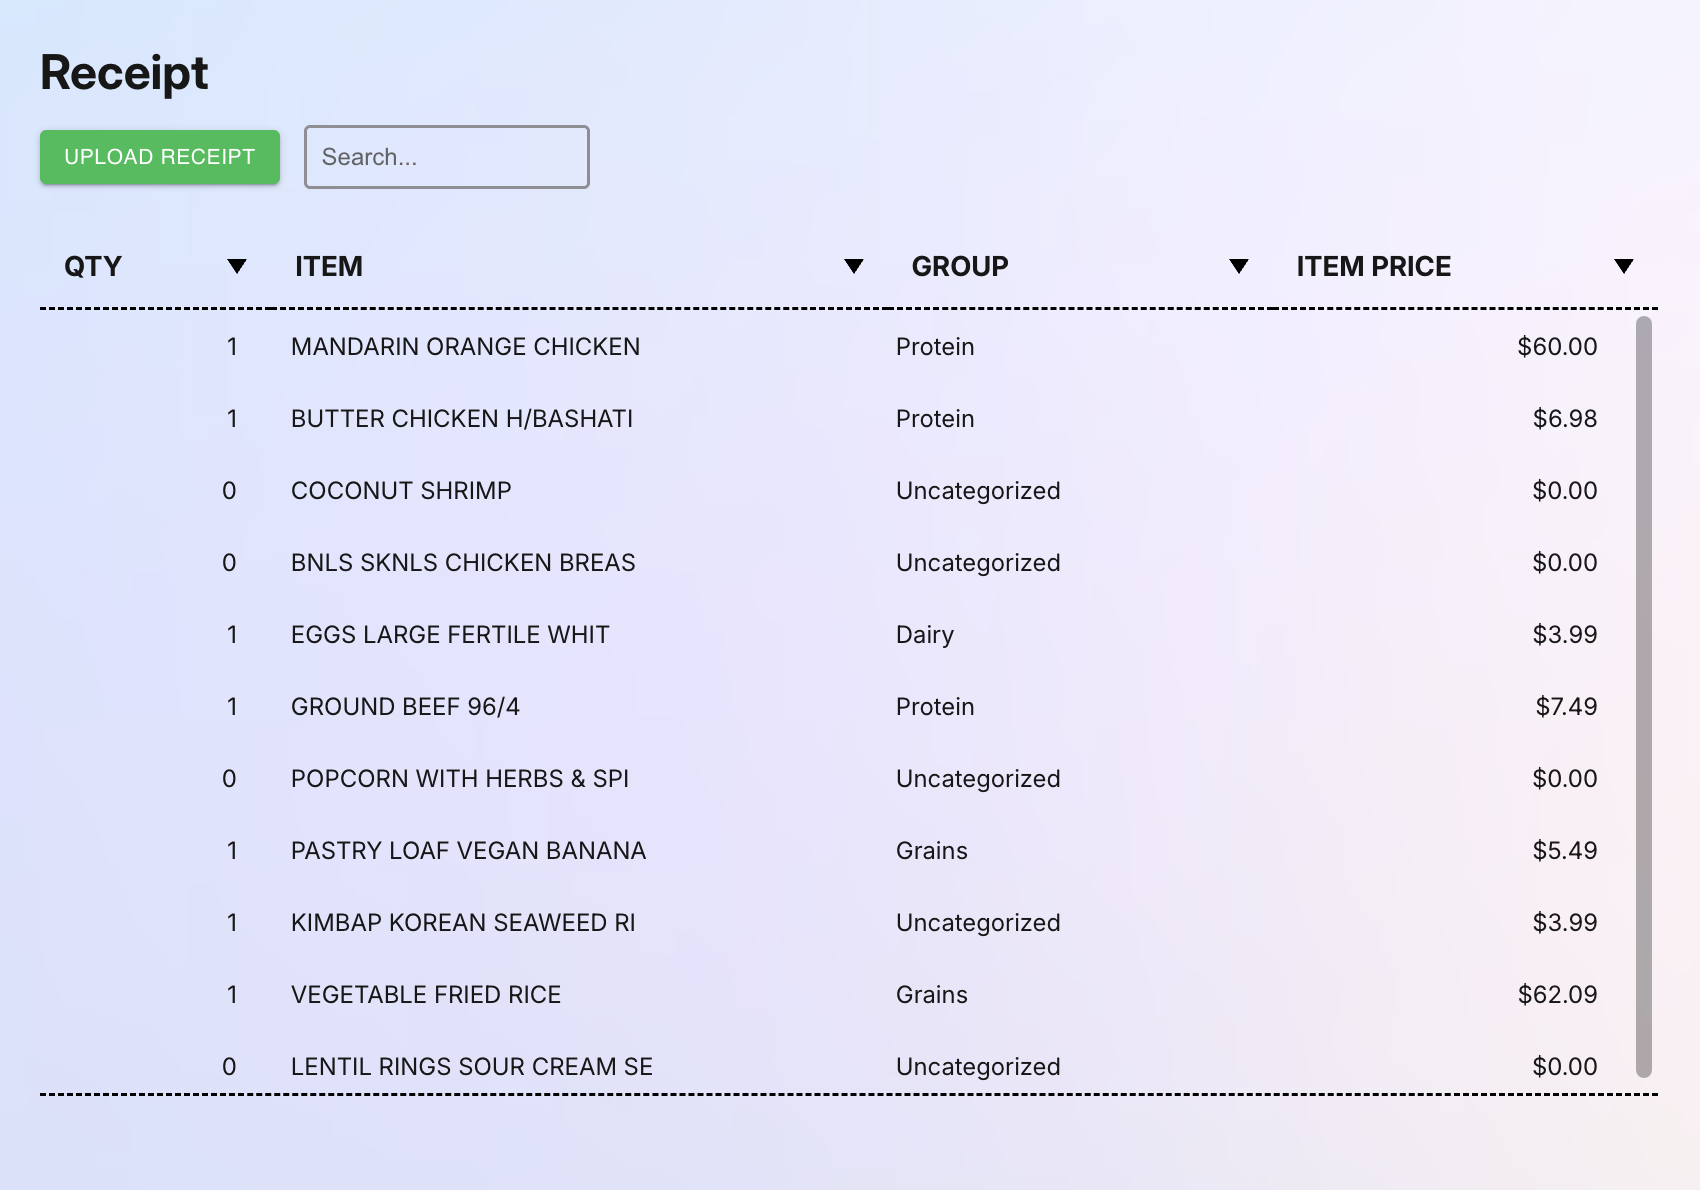 Receipt
UPLOAD RECEIPT Search...
QTY ITEM GROUP ITEM PRICE
1 MANDARIN ORANGE CHICKEN Protein $60.00
1 BUTTER CHICKEN H/BASHATI Protein $6.98
0 COCONUT SHRIMP Uncategorized $0.00
0 BNLS SKNLS CHICKEN BREAS Uncategorized $0.00
1 EGGS LARGE FERTILE WHIT Dairy $3.99
1 GROUND BEEF 96/4 Protein $7.49
0 POPCORN WITH HERBS & SPI Uncategorized $0.00
1 PASTRY LOAF VEGAN BANANA Grains $5.49
1 KIMBAP KOREAN SEAWEED RI Uncategorized $3.99
1 VEGETABLE FRIED RICE Grains $62.09
0 LENTIL RINGS SOUR CREAM SE Uncategorized $0.00